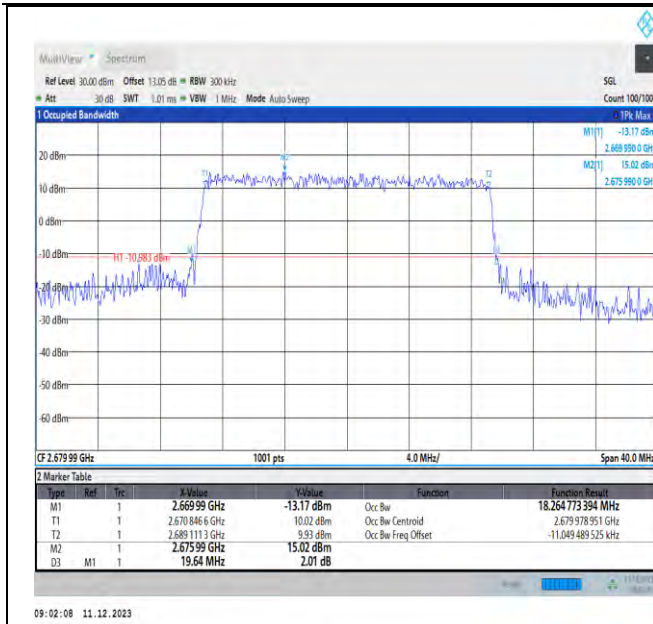 MultiView Spectrum
Ref Level 30.00 dBm Offset 13.05 dB RBW 300 kHz SGL
Att 30 dB SWT 1.01 ms VBW 1 MHz Mode Auto Sweep Count 100/100
1 Occupied Bandwidth 1Pk Max
M1[1] -13.17 dBm
2.669 990 0 GHz
M2[1] 15.02 dBm
2.675 990 0 GHz
20 dBm
T1
T2
10 dBm
0 dBm
-10 dBm
H1 -10.983 dBm
-20 dBm
-30 dBm
-40 dBm
-50 dBm
-60 dBm
CF 2.679 99 GHz 1001 pts 4.0 MHz/ Span 40.0 MHz
2 Marker Table
Type Ref Trc X-Value Y-Value Function Function Result
M1 1 2.669 99 GHz -13.17 dBm Occ Bw 18.264 773 394 MHz
T1 1 2.670 846 6 GHz 10.02 dBm Occ Bw Centroid 2.679 978 951 GHz
T2 1 2.689 111 3 GHz 9.93 dBm Occ Bw Freq Offset -11.049 489 525 kHz
M2 1 2.675 99 GHz 15.02 dBm
D3 M1 1 19.64 MHz 2.01 dB
09:02:08 11.12.2023